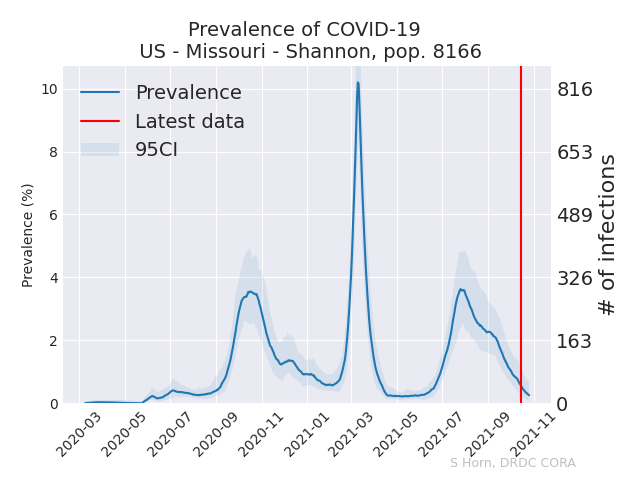 Prevalence of COVID-19
US - Missouri - Shannon, pop. 8166
Prevalence
Latest data
95CI
Prevalence (%)
10
8
6
4
2
0
816
653
489
326
163
0
# of infections
2020-03
2020-05
2020-07
2020-09
2020-11
2021-01
2021-03
2021-05
2021-07
2021-09
2021-11
S Horn, DRDC CORA